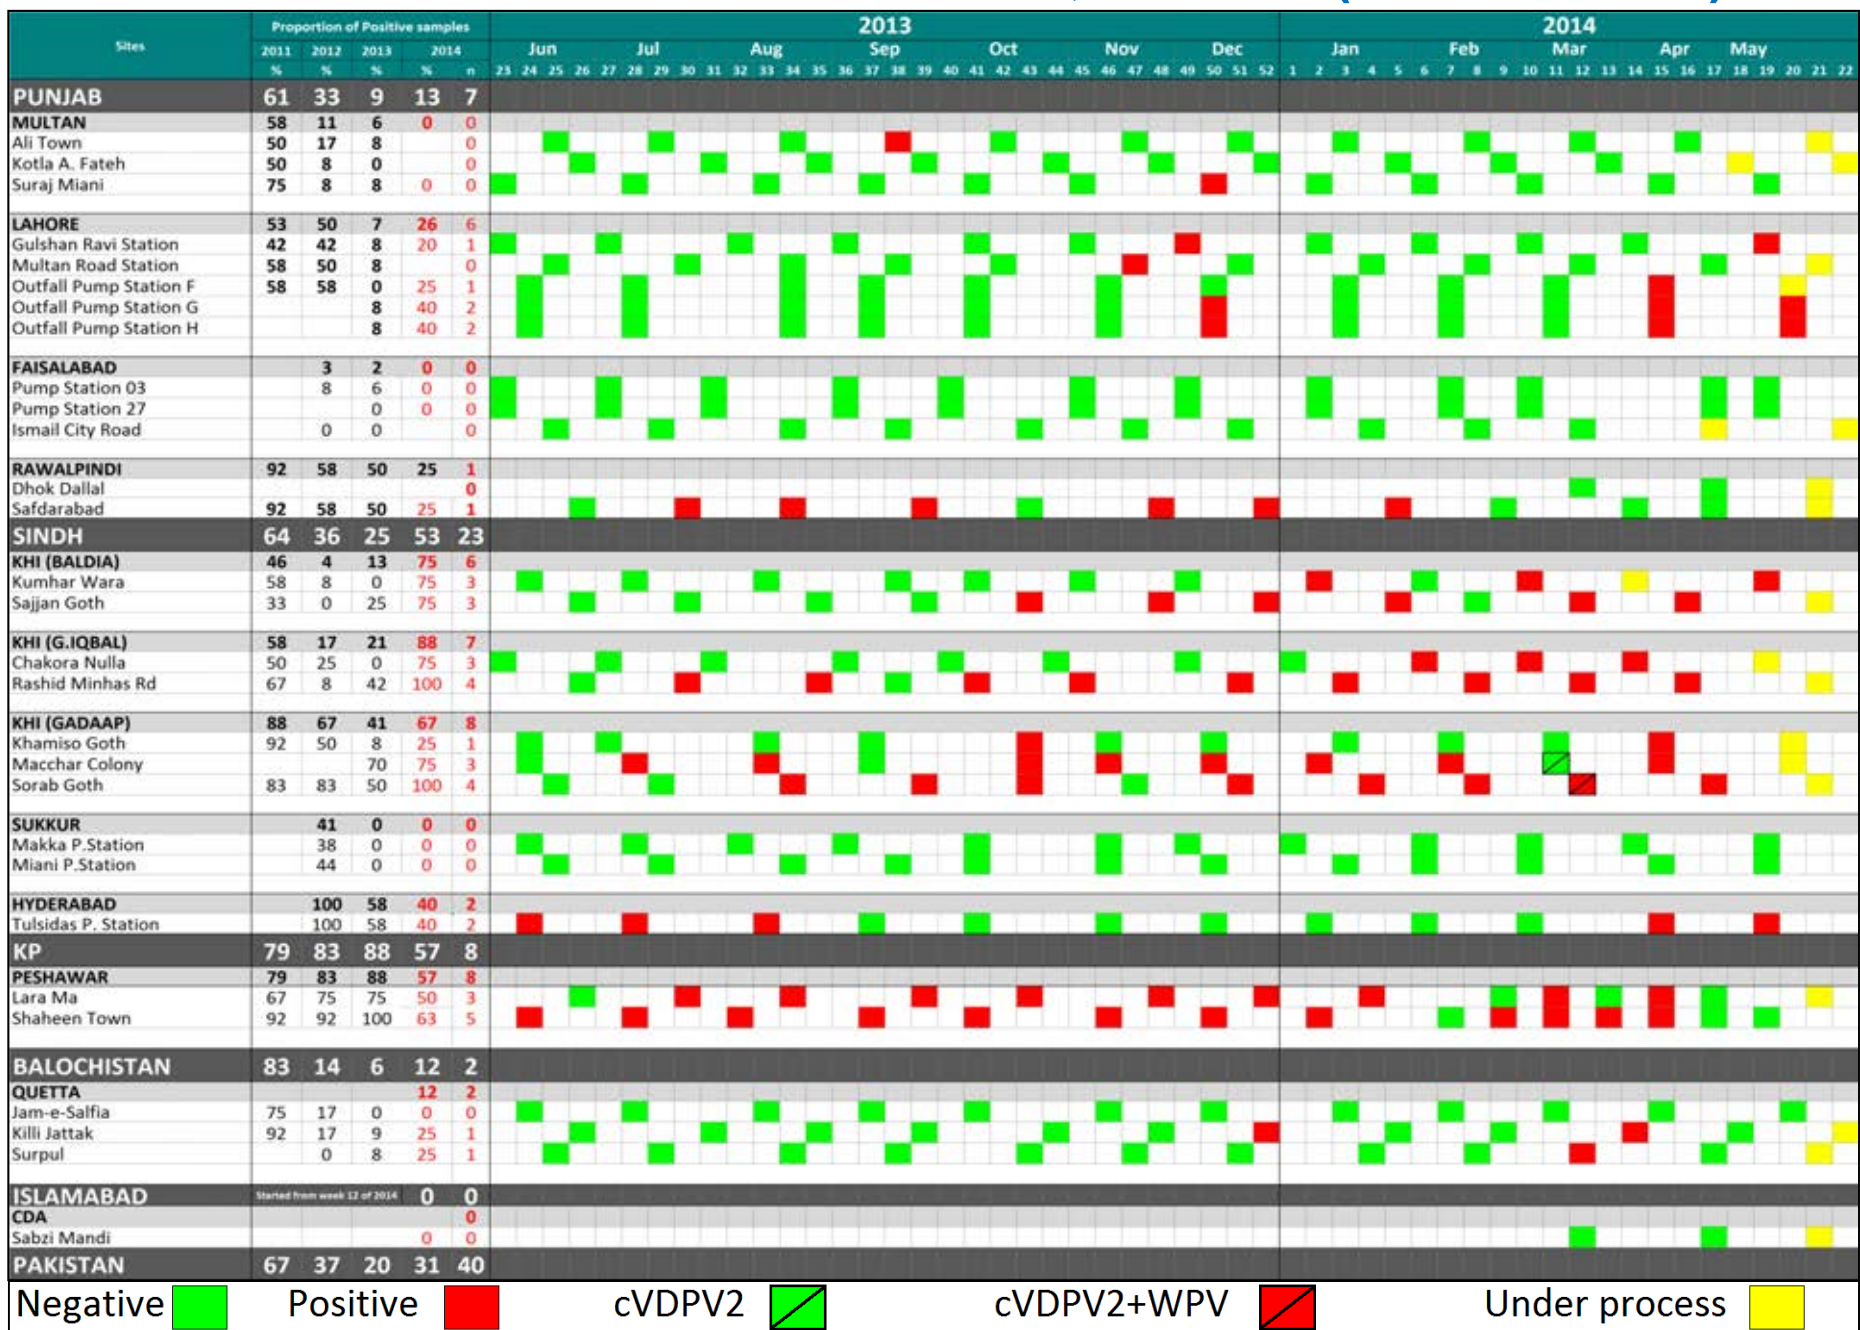 2013 2014
Proportion of Positive samples
Sites
2011 2012 2013 2014 Jun Jul Aug Sep Oct Nov Dec Jan Feb Mar Apr May
% % % % n 23 24 25 26 27 28 29 30 31 32 33 34 35 36 37 38 39 40 41 42 43 44 45 46 47 48 49 50 51 52 1 2 3 4 5 6 7 8 9 10 11 12 13 14 15 16 17 18 19 20 21 22
PUNJAB 61 33 9 13 7
MULTAN 58 11 6 0 0
Ali Town 50 17 8 0
Kotla A. Fateh 50 8 0 0
Suraj Miani 75 8 8 0 0
LAHORE 53 50 7 26 6
Gulshan Ravi Station 42 42 8 20 1
Multan Road Station 58 50 8 0
Outfall Pump Station F 58 58 0 25 1
Outfall Pump Station G 8 40 2
Outfall Pump Station H 8 40 2
FAISALABAD 3 2 0 0
Pump Station 03 8 6 0 0
Pump Station 27 0 0 0
Ismail City Road 0 0 0
RAWALPINDI 92 58 50 25 1
Dhok Dallal 0
Safdarabad 92 58 50 25 1
SINDH 64 36 25 53 23
KHI (BALDIA) 46 4 13 75 6
Kumhar Wara 58 8 0 75 3
Sajjan Goth 33 0 25 75 3
KHI (G.IQBAL) 58 17 21 88 7
Chakora Nulla 50 25 0 75 3
Rashid Minhas Rd 67 8 42 100 4
KHI (GADAAP) 88 67 41 67 8
Khamiso Goth 92 50 8 25 1
Macchar Colony 70 75 3
Sorab Goth 83 83 50 100 4
SUKKUR 41 0 0 0
Makka P.Station 38 0 0 0
Miani P.Station 44 0 0 0
HYDERABAD 100 58 40 2
Tulsidas P. Station 100 58 40 2
KP 79 83 88 57 8
PESHAWAR 79 83 88 57 8
Lara Ma 67 75 75 50 3
Shaheen Town 92 92 100 63 5
BALOCHISTAN 83 14 6 12 2
QUETTA 12 2
Jam-e-Salfia 75 17 0 0 0
Killi Jattak 92 17 9 25 1
Surpul 0 8 25 1
ISLAMABAD Started from week 12 of 2014 0 0
CDA 0
Sabzi Mandi 0 0
PAKISTAN 67 37 20 31 40
Negative Positive cVDPV2 cVDPV2+WPV Under process